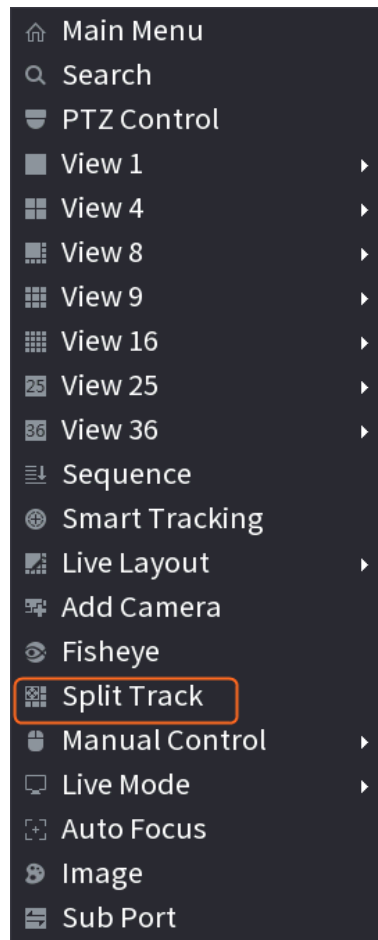 Main Menu
Search
PTZ Control
View 1
View 4
View 8
View 9
View 16
25 View 25
36 View 36
Sequence
Smart Tracking
Live Layout
Add Camera
Fisheye
Split Track
Manual Control
Live Mode
Auto Focus
Image
Sub Port